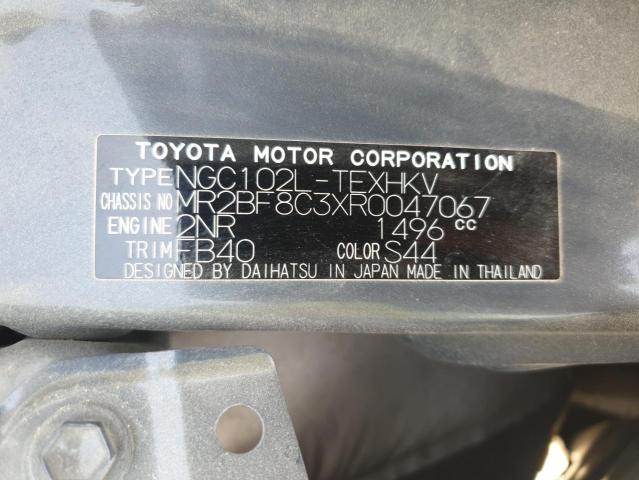 TOYOTA MOTOR CORPORATION
TYPE NGC102L-TEXHKV
CHASSIS NO MR2BF8C3XR0047067
ENGINE 2NR 1496 cc
TRIM FB40 COLOR S44
DESIGNED BY DAIHATSU IN JAPAN MADE IN THAILAND